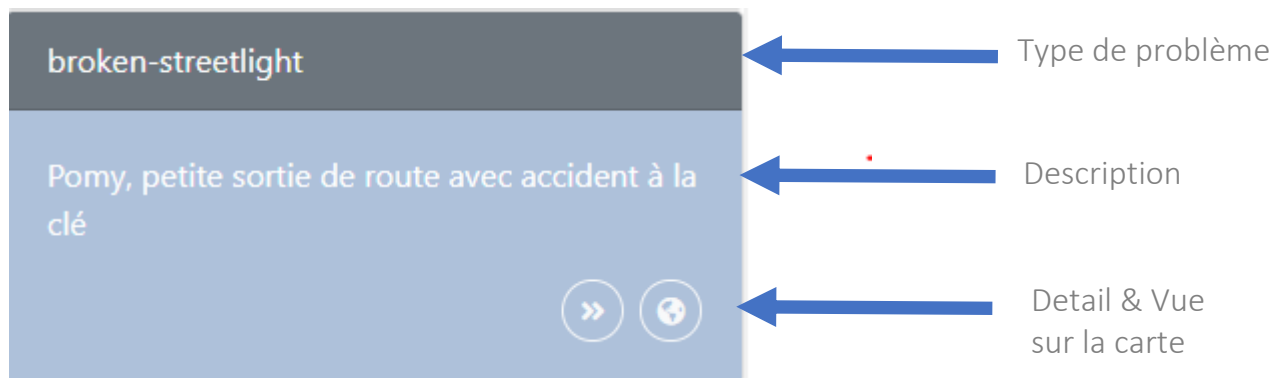 broken-streetlight
Type de problème
Pomy, petite sortie de route avec accident à la
clé
Description
Detail & Vue
sur la carte